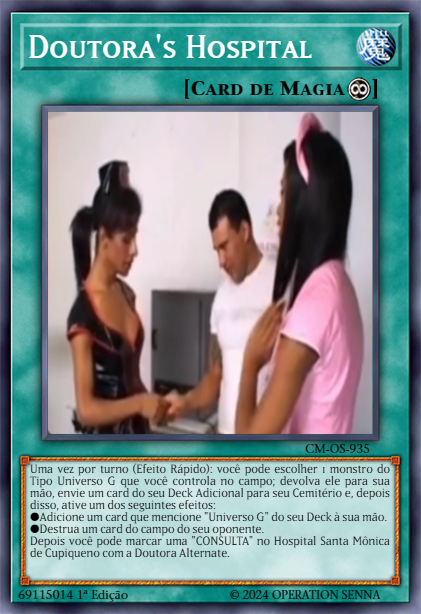 DOUTORA'S HOSPITAL
魔
[CARD DE MAGIA♾]
CM-OS-935
Uma vez por turno (Efeito Rápido): você pode escolher 1 monstro do
Tipo Universo G que você controla no campo; devolva ele para sua
mão, envie um card do seu Deck Adicional para seu Cemitério e, depois
disso, ative um dos seguintes efeitos:
●Adicione um card que mencione "Universo G" do seu Deck à sua mão.
●Destrua um card do campo do seu oponente.
Depois você pode marcar uma "CONSULTA" no Hospital Santa Mônica
de Cupiqueno com a Doutora Alternate.
69115014 1ª Edição © 2024 OPERATION SENNA